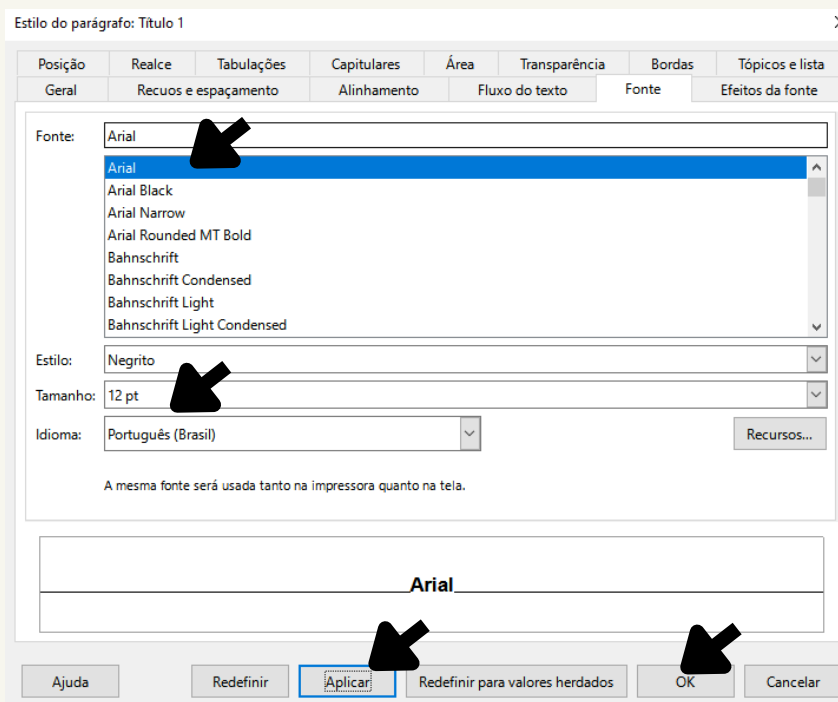 Estilo do parágrafo: Título 1
Posição Realce Tabulações Capitulares Área Transparência Bordas Tópicos e lista
Geral Recuos e espaçamento Alinhamento Fluxo do texto Fonte Efeitos da fonte
Fonte: Arial
Arial
Arial Black
Arial Narrow
Arial Rounded MT Bold
Bahnschrift
Bahnschrift Condensed
Bahnschrift Light
Bahnschrift Light Condensed
Estilo: Negrito
Tamanho: 12 pt
Idioma: Português (Brasil) Recursos...
A mesma fonte será usada tanto na impressora quanto na tela.
Arial
Ajuda Redefinir Aplicar Redefinir para valores herdados OK Cancelar